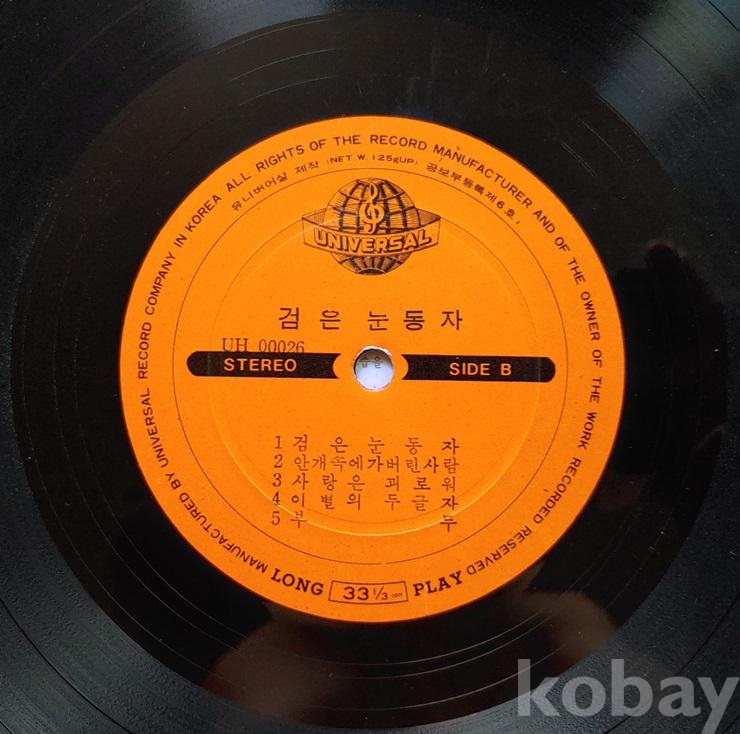 MANUFACTURED BY UNIVERSAL RECORD COMPANY IN KOREA ALL RIGHTS OF THE RECORD MANUFACTURER AND OF THE OWNER OF THE WORK RECORDED RESERVED
유니버어살 제작 (NET.W.125gUP) 공보부등록제6호,
UNIVERSAL
검은눈동자
UH 00026
STEREO
SIDE B
1 검은눈동자
2 안개속에가버린사람
3 사랑은 괴로워
4 이별의 두글자
5 부두
LONG 33 1/3 rpm PLAY
kobay